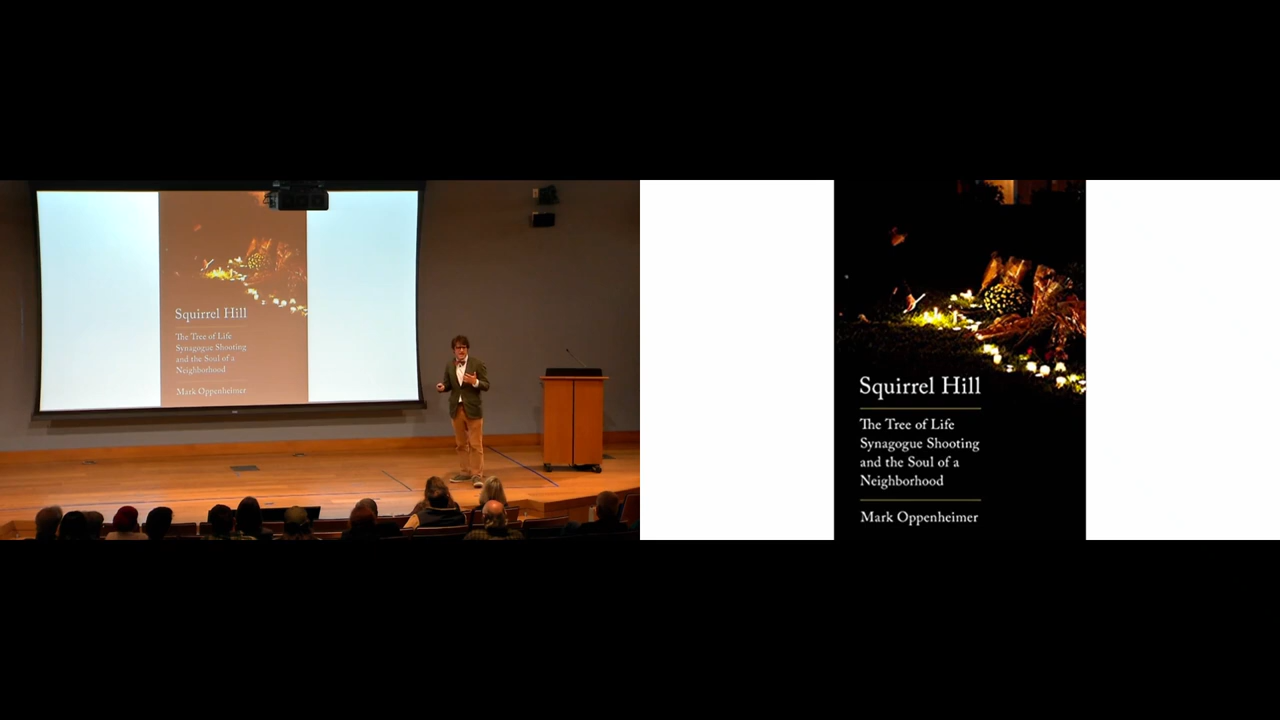 Squirrel Hill
The Tree of Life
Synagogue Shooting
and the Soul of a
Neighborhood
Mark Oppenheimer
Squirrel Hill
The Tree of Life
Synagogue Shooting
and the Soul of a
Neighborhood
Mark Oppenheimer